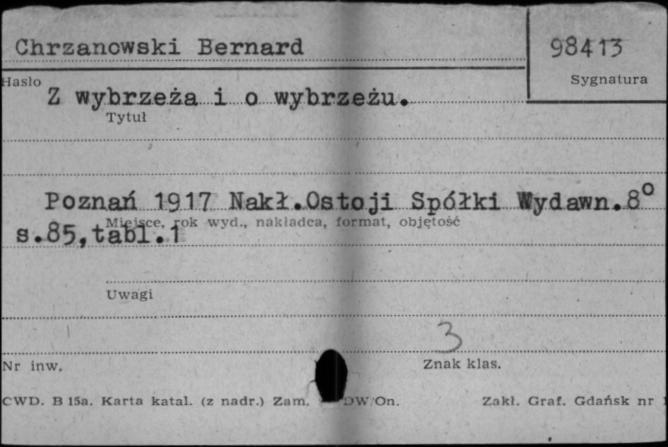 Chrzanowski Bernard
98413
Hasło
Sygnatura
Z wybrzeża i o wybrzeżu.
Tytuł
Poznań 1917 Nakł.Ostoji Spółki Wydawn.8°
Miejsce, rok wyd., nakładca, format, objętość
s.85,tabl.1
Uwagi
3
Nr inw.
Znak klas.
CWD. B 15a. Karta katal. (z nadr.) Zam. DW/On. Zakł. Graf. Gdańsk nr